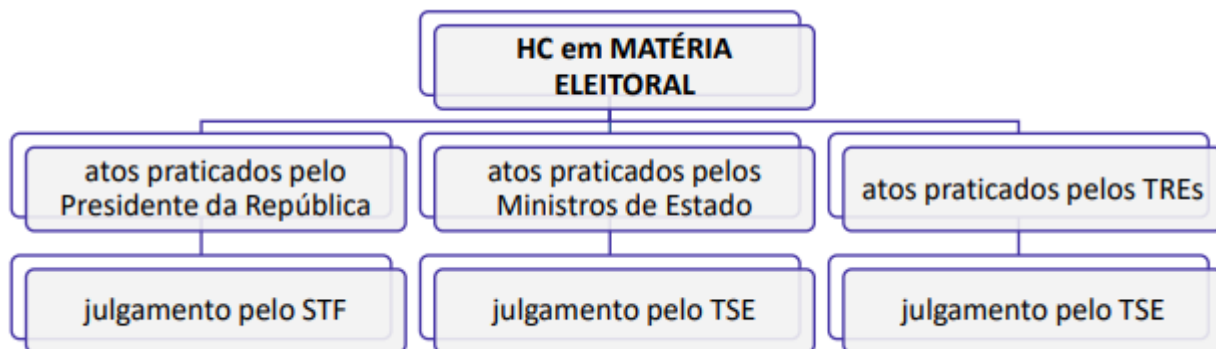 HC em MATÉRIA
ELEITORAL
atos praticados pelo
Presidente da República
atos praticados pelos
Ministros de Estado
atos praticados pelos TREs
julgamento pelo STF
julgamento pelo TSE
julgamento pelo TSE